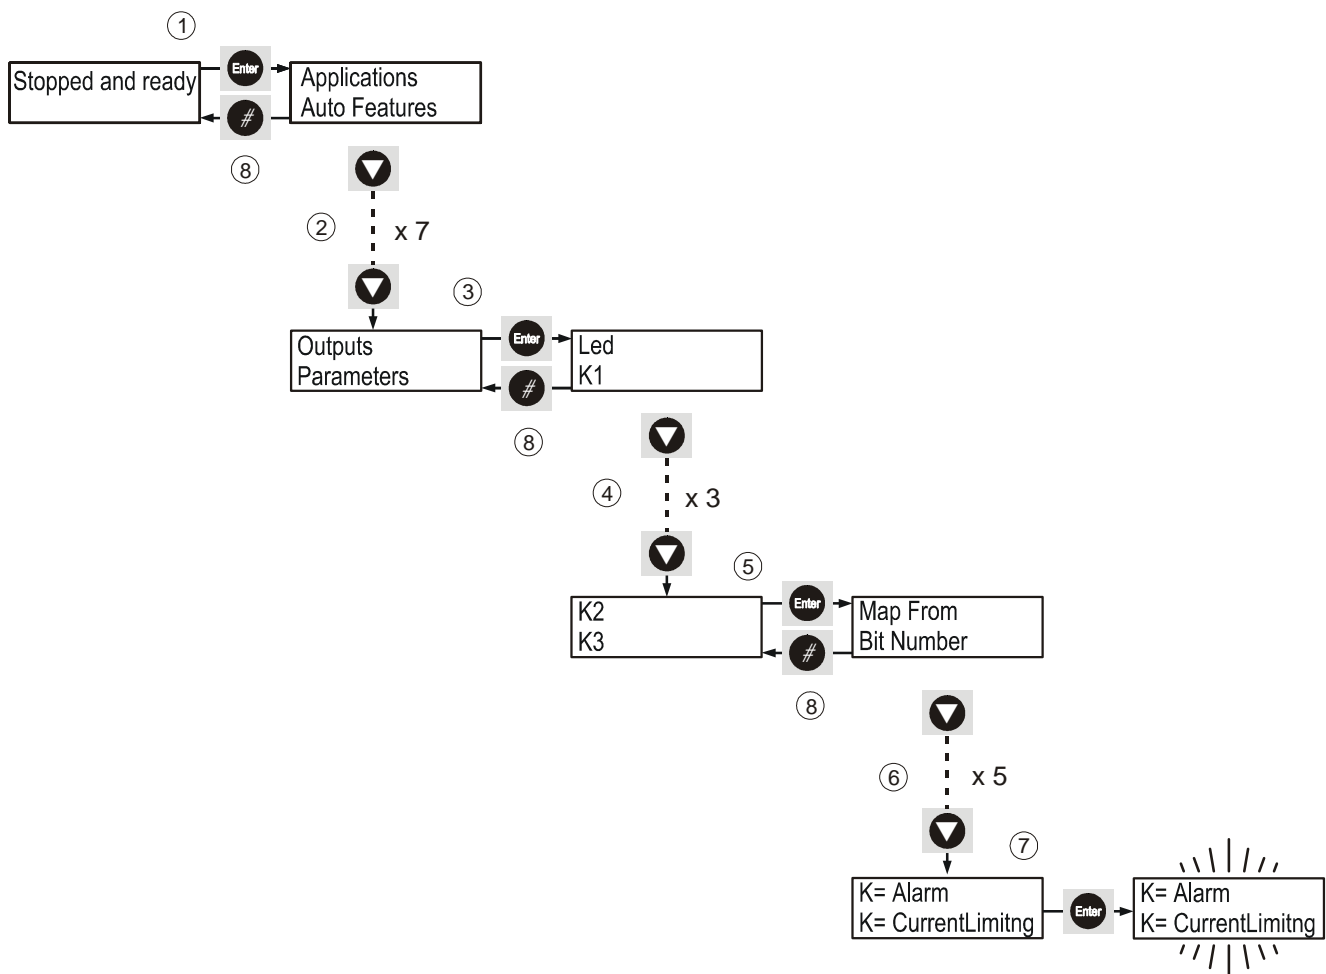 1
Stopped and ready
Enter
Applications
Auto Features
#
8
2
x 7
3
Outputs
Parameters
Enter
Led
K1
#
8
4
x 3
5
K2
K3
Enter
Map From
Bit Number
#
8
6
x 5
7
K= Alarm
K= CurrentLimitng
Enter
K= Alarm
K= CurrentLimitng